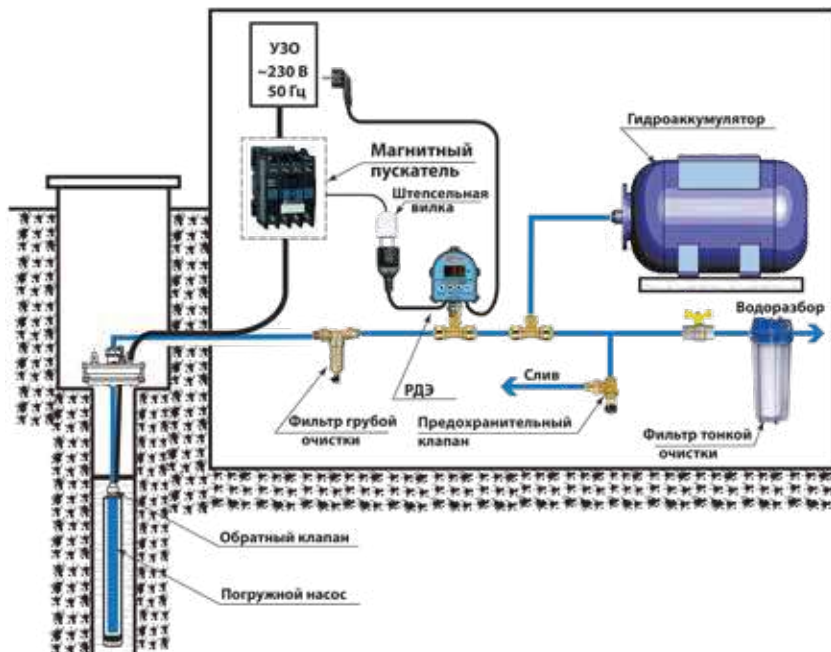 УЗО
~230 В
50 Гц
Гидроаккумулятор
Магнитный
пускатель
Штепсельная
вилка
Водоразбор
РДЭ
Слив
Фильтр грубой
очистки
Предохранительный
клапан
Фильтр тонкой
очистки
Обратный клапан
Погружной насос